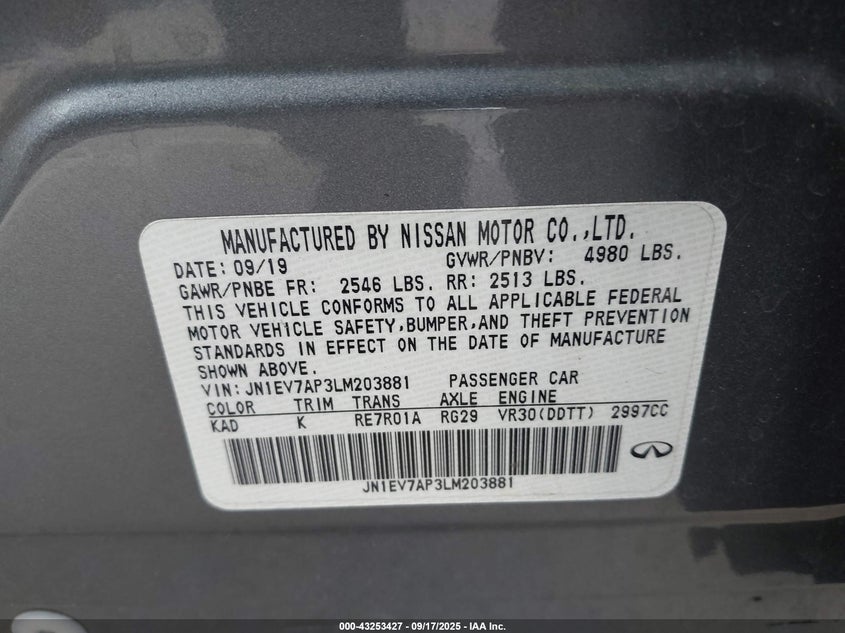 MANUFACTURED BY NISSAN MOTOR CO.,LTD.
DATE: 09/19 GVWR/PNBV: 4980 LBS.
GAWR/PNBE FR: 2546 LBS. RR: 2513 LBS.
THIS VEHICLE CONFORMS TO ALL APPLICABLE FEDERAL
MOTOR VEHICLE SAFETY,BUMPER,AND THEFT PREVENTION
STANDARDS IN EFFECT ON THE DATE OF MANUFACTURE
SHOWN ABOVE.
VIN:JN1EV7AP3LM203881 PASSENGER CAR
COLOR TRIM TRANS AXLE ENGINE
KAD K RE7R01A RG29 VR30(DDTT) 2997CC
JN1EV7AP3LM203881
000-43253427 - 09/17/2025 - IAA Inc.